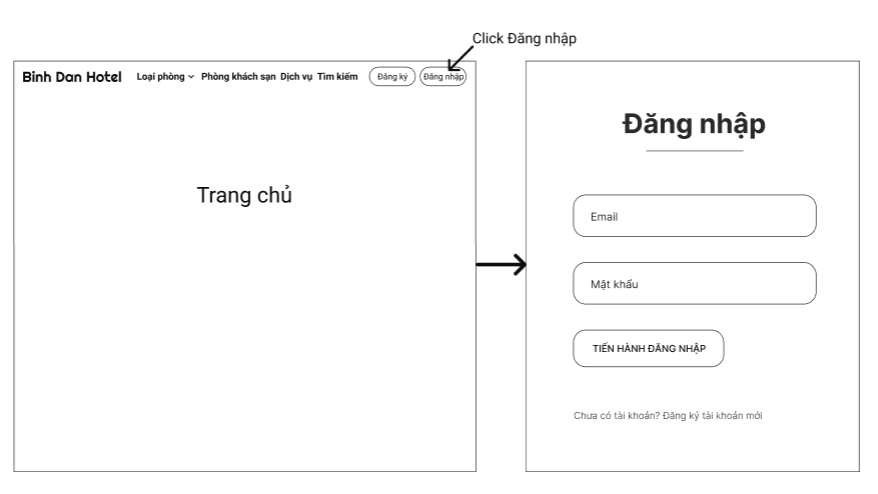 Click Đăng nhập
Binh Dan Hotel Loại phòng Phòng khách sạn Dịch vụ Tìm kiếm Đăng ký Đăng nhập
Trang chủ
Đăng nhập
Email
Mật khẩu
TIẾN HÀNH ĐĂNG NHẬP
Chưa có tài khoản? Đăng ký tài khoản mới